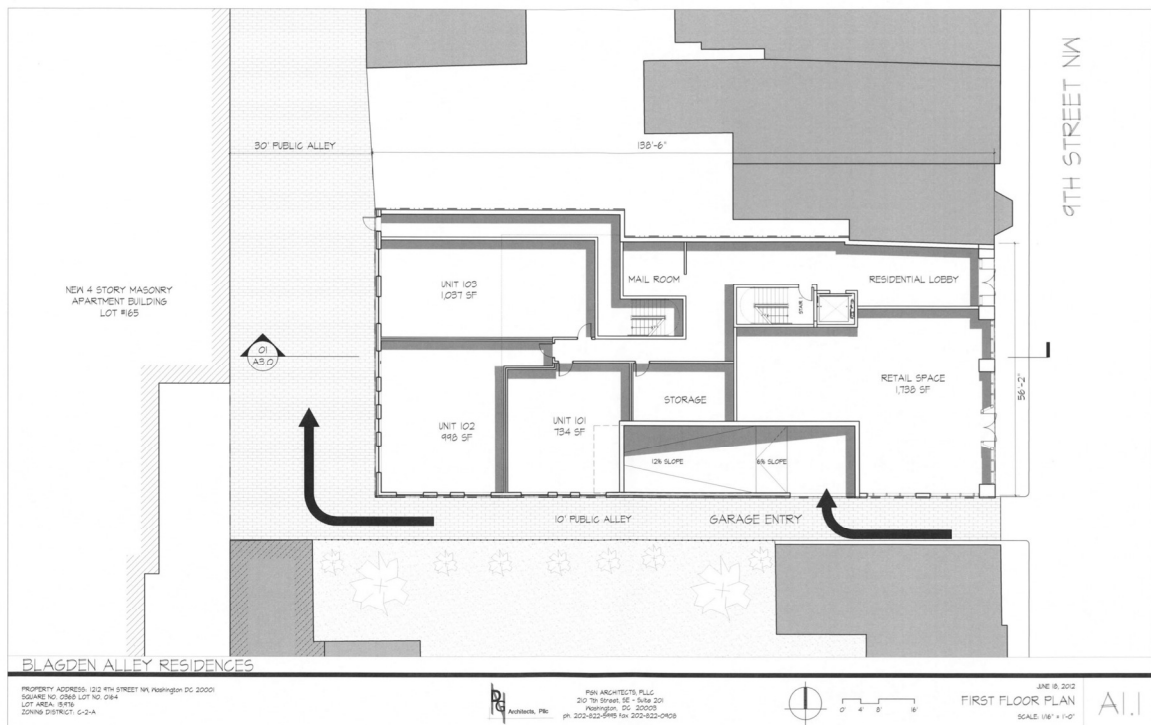 9TH STREET NW
30' PUBLIC ALLEY
138'-6"
NEW 4 STORY MASONRY
APARTMENT BUILDING
LOT #165
UNIT 103
1,037 SF
MAIL ROOM
RESIDENTIAL LOBBY
STAIR
01
A3.0
RETAIL SPACE
1,738 SF
56'-2"
STORAGE
UNIT 102
998 SF
UNIT 101
734 SF
12% SLOPE
6% SLOPE
10' PUBLIC ALLEY
GARAGE ENTRY
BLAGDEN ALLEY RESIDENCES
PROPERTY ADDRESS: 1212 9TH STREET NW, Washington DC 20001
SQUARE NO. 0368 LOT NO. 0164
LOT AREA: 15,976
ZONING DISTRICT: C-2-A
Architects, Pllc
PGN ARCHITECTS, PLLC
210 7th Street, SE - Suite 201
Washington, DC 20003
ph. 202-822-5995 fax. 202-822-0908
0' 4' 8' 16'
JUNE 18, 2012
FIRST FLOOR PLAN
SCALE: 1/16" = 1'-0"
A1.1